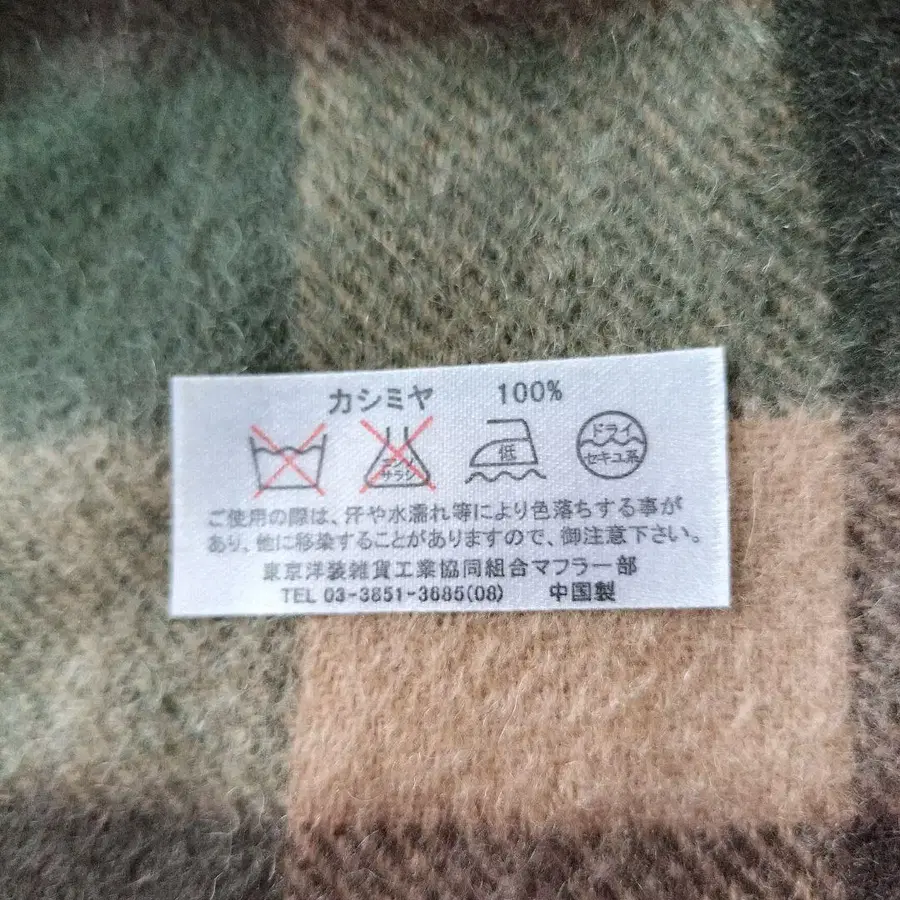 カシミヤ 100%
エンソ
サラシ
低
ドライ
セキユ系
ご使用の際は、汗や水濡れ等により色落ちする事が
あり、他に移染することがありますので、御注意下さい。
東京洋装雑貨工業協同組合マフラー部
TEL 03-3851-3685(08) 中国製